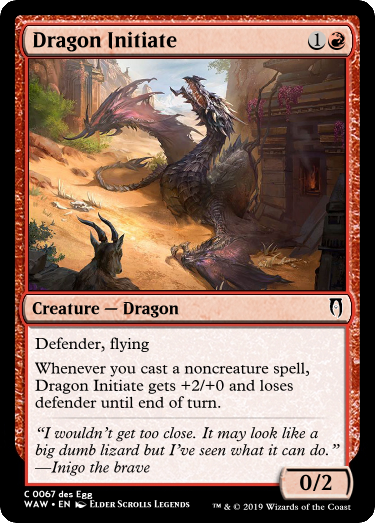 Dragon Initiate 1
Creature — Dragon
Defender, flying
Whenever you cast a noncreature spell,
Dragon Initiate gets +2/+0 and loses
defender until end of turn.
“I wouldn’t get too close. It may look like a
big dumb lizard but I’ve seen what it can do.”
—Inigo the brave
0/2
C 0067 des Egg
WAW • EN Elder Scrolls Legends
™ & © 2019 Wizards of the Coast